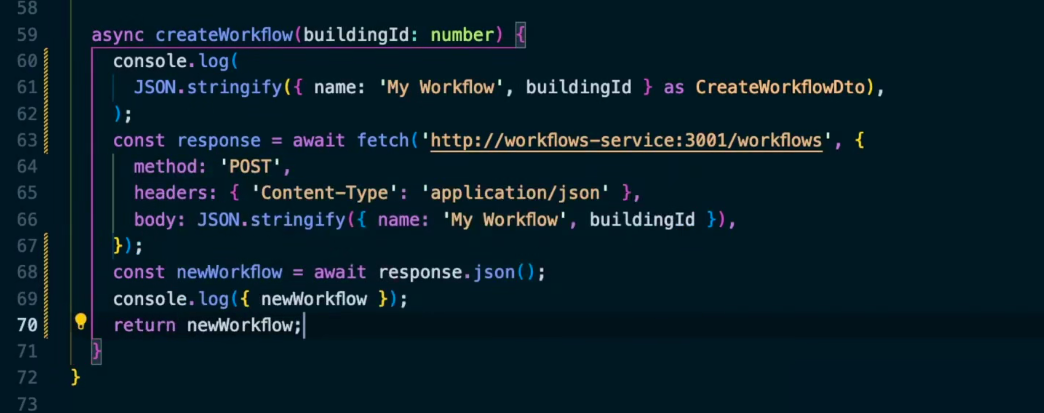 58
59 async createWorkflow(buildingId: number) {
60 console.log(
61 JSON.stringify({ name: 'My Workflow', buildingId } as CreateWorkflowDto),
62 );
63 const response = await fetch('http://workflows-service:3001/workflows', {
64 method: 'POST',
65 headers: { 'Content-Type': 'application/json' },
66 body: JSON.stringify({ name: 'My Workflow', buildingId }),
67 });
68 const newWorkflow = await response.json();
69 console.log({ newWorkflow });
70 return newWorkflow;
71 }
72 }
73